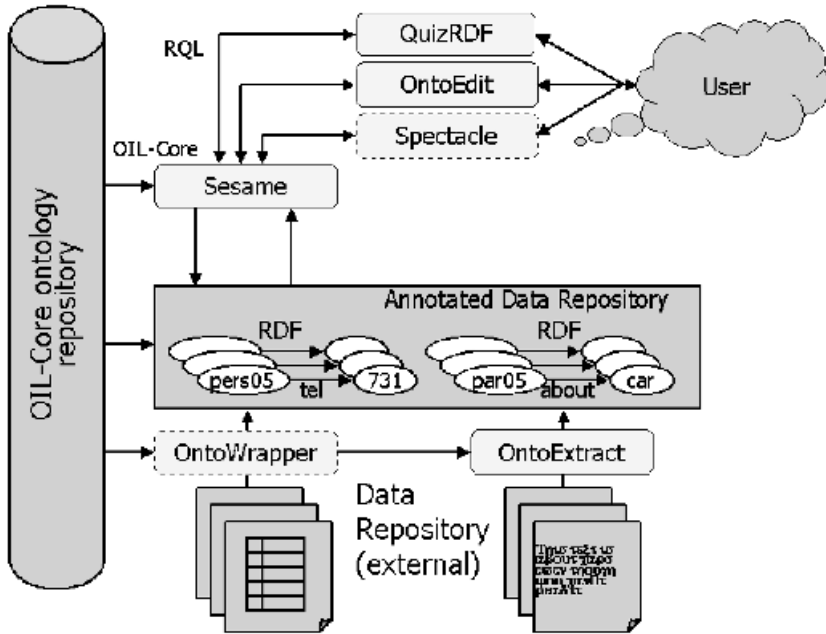 QuizRDF
RQL
OntoEdit
User
Spectacle
OIL-Core
Sesame
OIL-Core ontology
repository
Annotated Data Repository
RDF
RDF
pers05
tel
731
par05
about
car
OntoWrapper
OntoExtract
Data
Repository
(external)